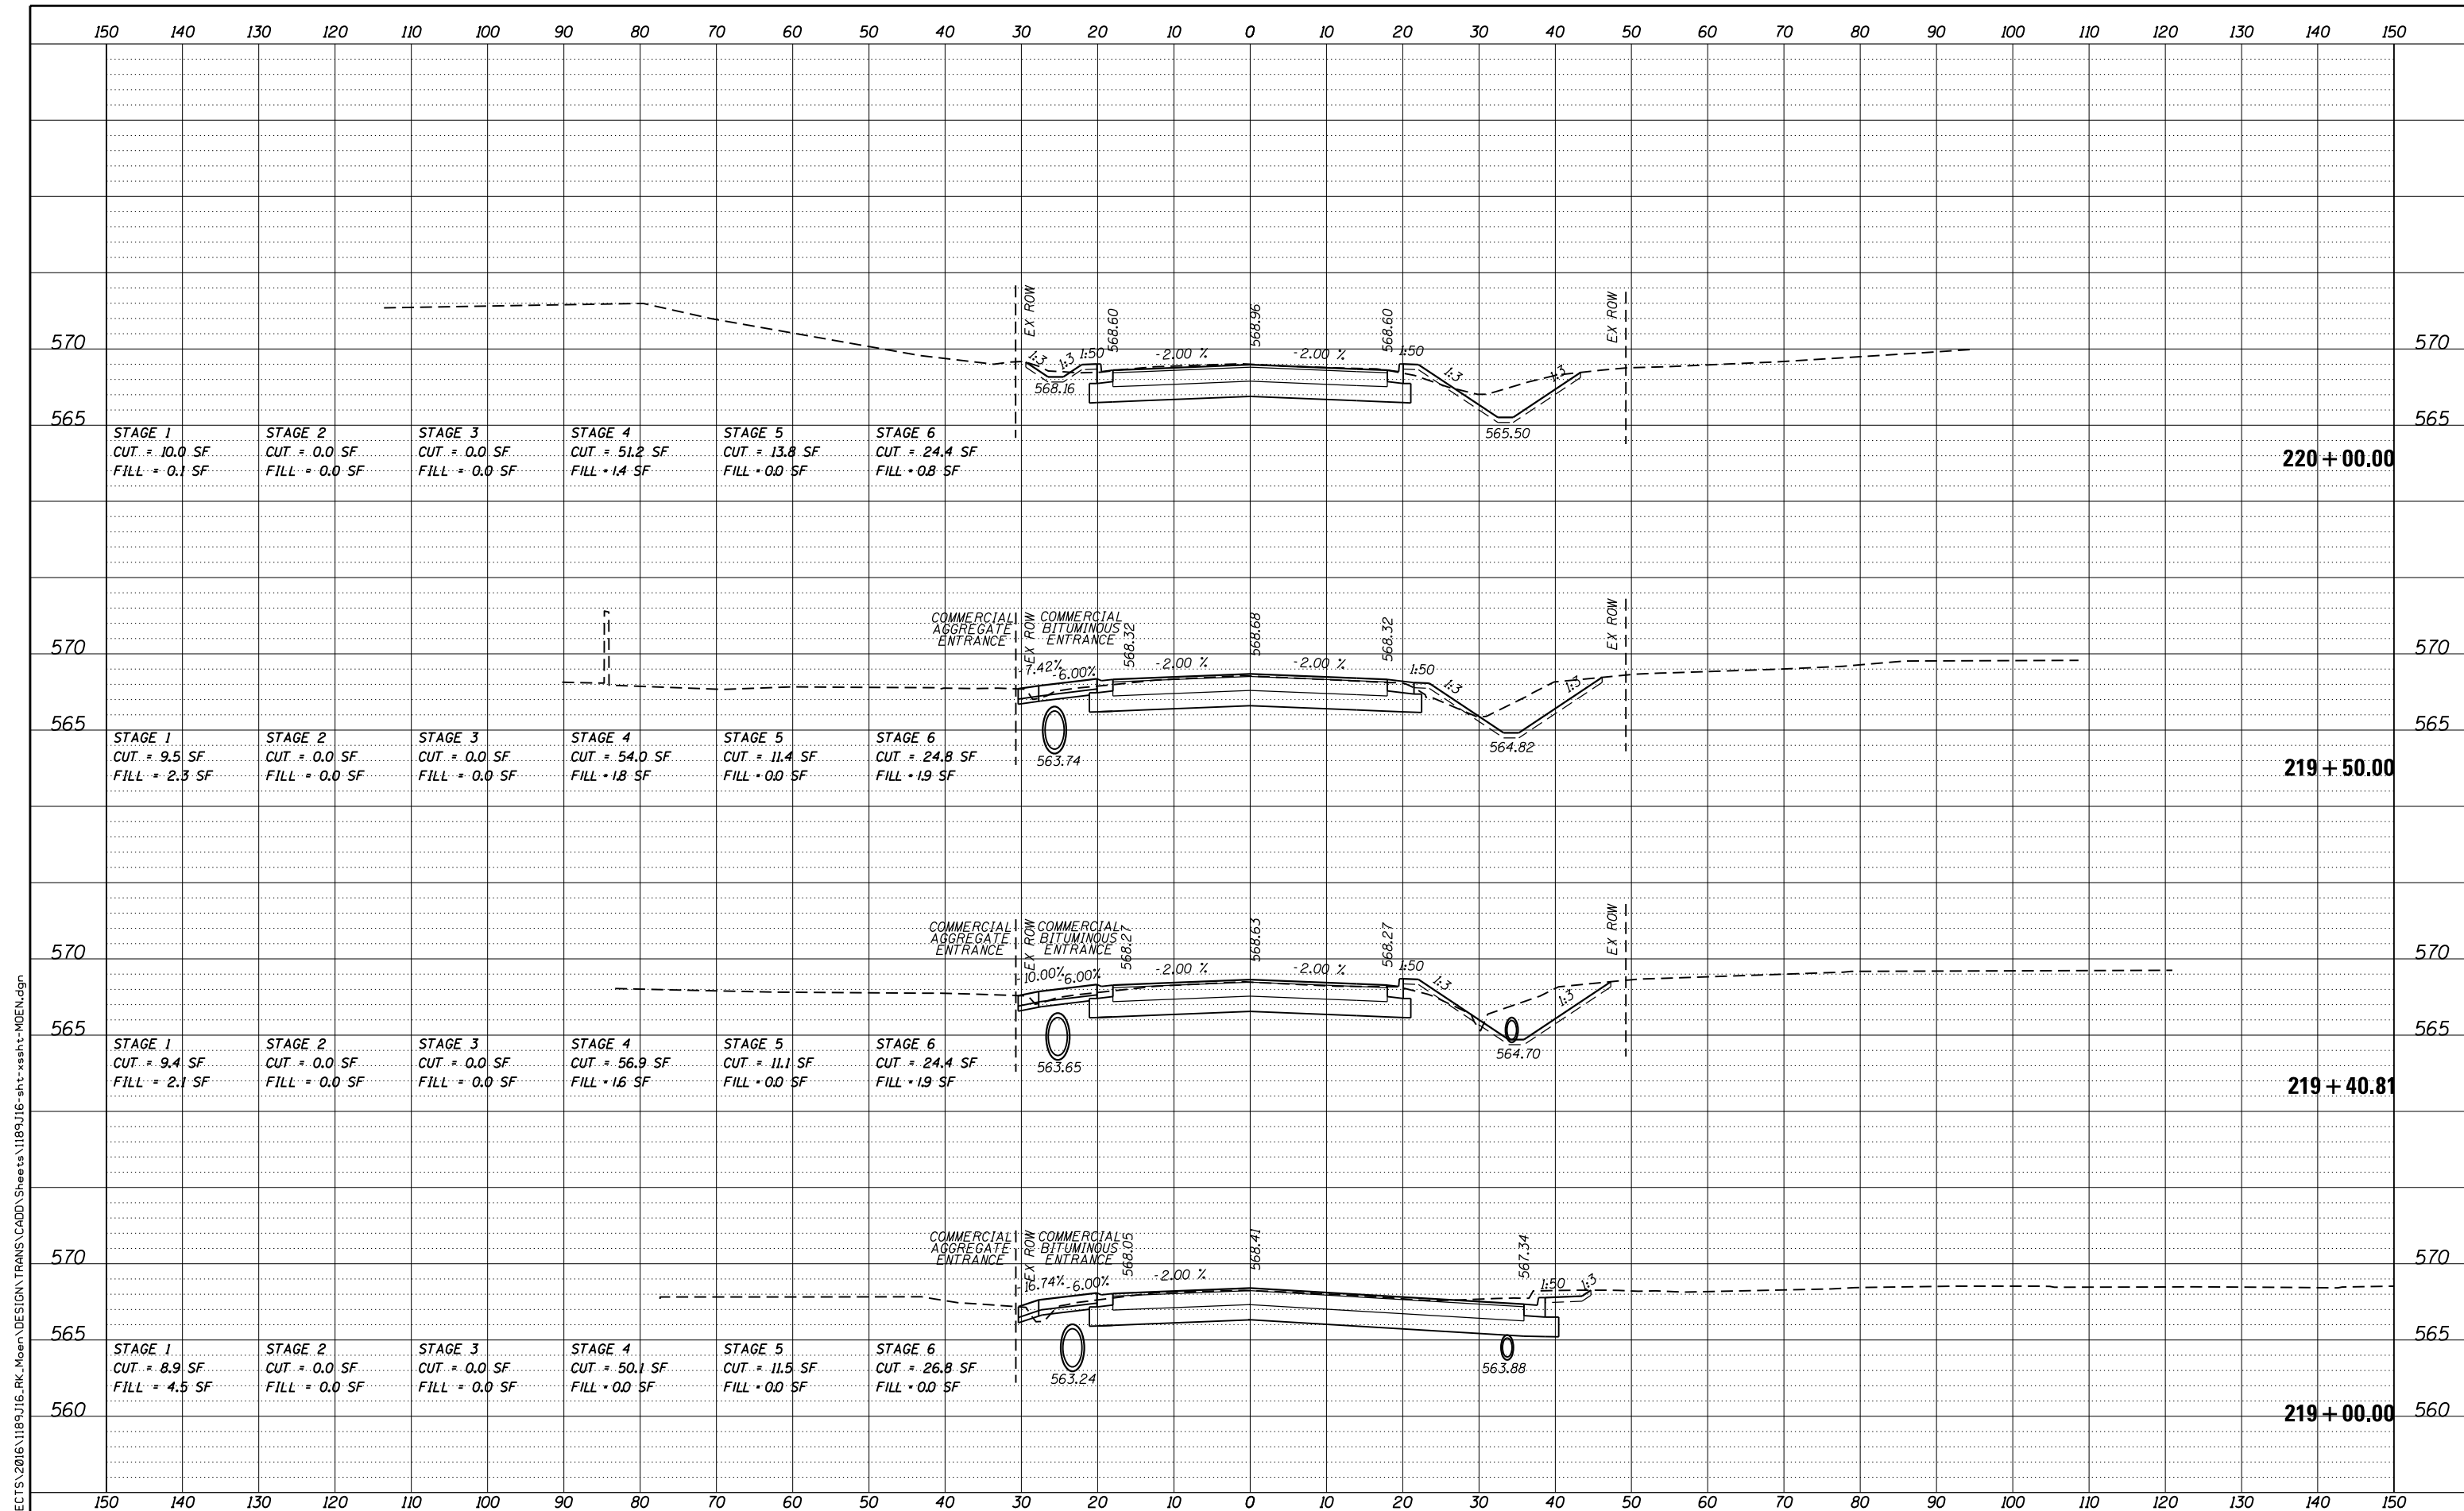 150 140 130 120 110 100 90 80 70 60 50 40 30 20 10 0 10 20 30 40 50 60 70 80 90 100 110 120 130 140 150
EX ROW
568.60
568.96
568.60
EX ROW
570 570
1:3 1:3 1:50 -2.00 % -2.00 % 1:50 1:3 1:3
568.16
565 565
565.50
STAGE 1 STAGE 2 STAGE 3 STAGE 4 STAGE 5 STAGE 6
CUT = 10.0 SF CUT = 0.0 SF CUT = 0.0 SF CUT = 51.2 SF CUT = 13.8 SF CUT = 24.4 SF
FILL = 0.1 SF FILL = 0.0 SF FILL = 0.0 SF FILL = 1.4 SF FILL = 0.0 SF FILL = 0.8 SF
220 + 00.00
COMMERCIAL
AGGREGATE
ENTRANCE
EX ROW
COMMERCIAL
BITUMINOUS
ENTRANCE
568.32
568.68
568.32
EX ROW
570 570
-7.42% -6.00% -2.00 % -2.00 % 1:50 1:3 1:3
565 565
563.74
564.82
STAGE 1 STAGE 2 STAGE 3 STAGE 4 STAGE 5 STAGE 6
CUT = 9.5 SF CUT = 0.0 SF CUT = 0.0 SF CUT = 54.0 SF CUT = 11.4 SF CUT = 24.8 SF
FILL = 2.3 SF FILL = 0.0 SF FILL = 0.0 SF FILL = 1.8 SF FILL = 0.0 SF FILL = 1.9 SF
219 + 50.00
COMMERCIAL
AGGREGATE
ENTRANCE
EX ROW
COMMERCIAL
BITUMINOUS
ENTRANCE
568.27
568.63
568.27
EX ROW
570 570
-10.00% -6.00% -2.00 % -2.00 % 1:50 1:3 1:3
565 565
563.65
564.70
STAGE 1 STAGE 2 STAGE 3 STAGE 4 STAGE 5 STAGE 6
CUT = 9.4 SF CUT = 0.0 SF CUT = 0.0 SF CUT = 56.9 SF CUT = 11.1 SF CUT = 24.4 SF
FILL = 2.1 SF FILL = 0.0 SF FILL = 0.0 SF FILL = 1.6 SF FILL = 0.0 SF FILL = 1.9 SF
219 + 40.81
COMMERCIAL
AGGREGATE
ENTRANCE
EX ROW
COMMERCIAL
BITUMINOUS
ENTRANCE
568.05
568.41
567.34
570 570
-16.74% -6.00% -2.00 % 1:50 1:3
565 565
563.24
563.88
STAGE 1 STAGE 2 STAGE 3 STAGE 4 STAGE 5 STAGE 6
CUT = 8.9 SF CUT = 0.0 SF CUT = 0.0 SF CUT = 50.1 SF CUT = 11.5 SF CUT = 26.8 SF
FILL = 4.5 SF FILL = 0.0 SF FILL = 0.0 SF FILL = 0.0 SF FILL = 0.0 SF FILL = 0.0 SF
560 219 + 00.00 560
150 140 130 120 110 100 90 80 70 60 50 40 30 20 10 0 10 20 30 40 50 60 70 80 90 100 110 120 130 140 150
ECTS\2016\1189J16_RK_Moen\DESIGN\TRANS\CADD\Sheets\1189J16-sht-xssht-MOEN.dgn